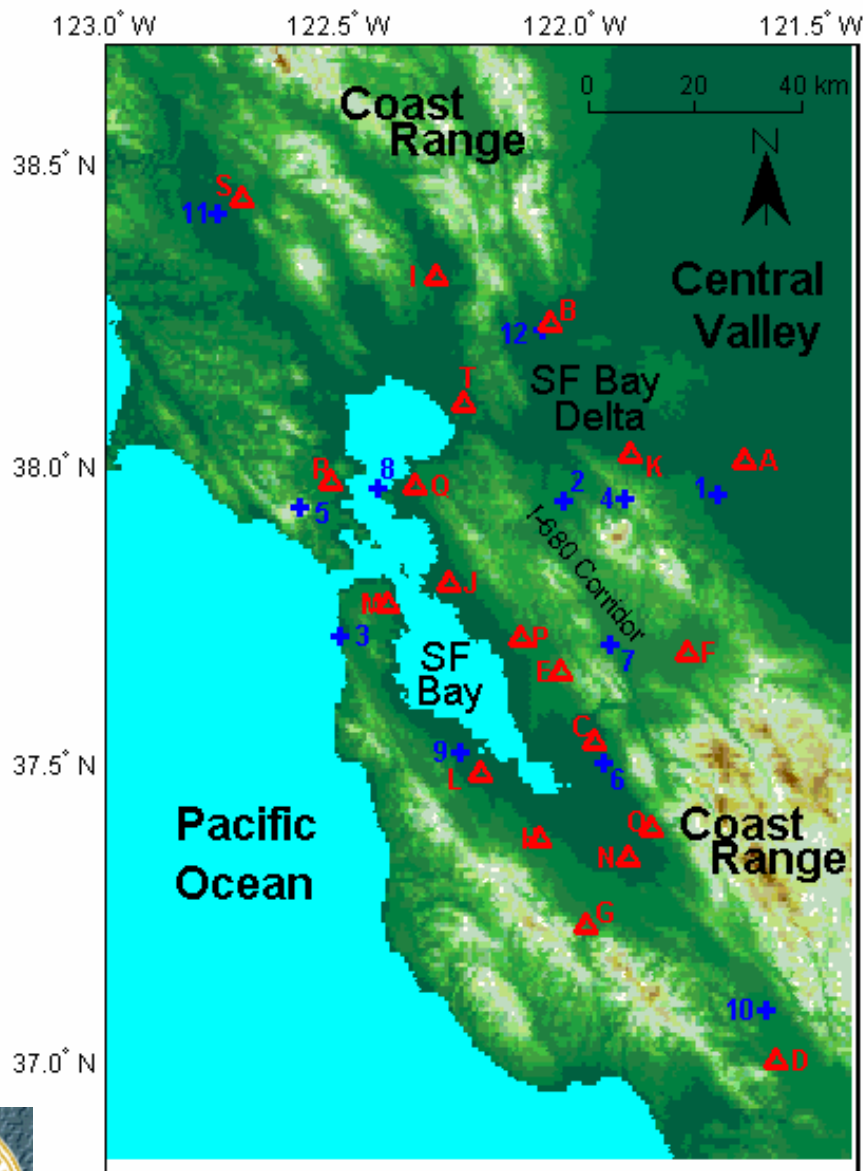 123.0° W 122.5° W 122.0° W 121.5° W
0 20 40 km
Coast
Range
N
38.5° N
S
11
I
Central
Valley
B
12
SF Bay
Delta
T
K
A
38.0° N
R
8
Q
2
4
1
5
I-680 Corridor
J
M
3
P
7
F
SF
Bay
E
C
9
6
37.5° N
L
Pacific
Ocean
Q
Coast
Range
N
G
10
37.0° N
D